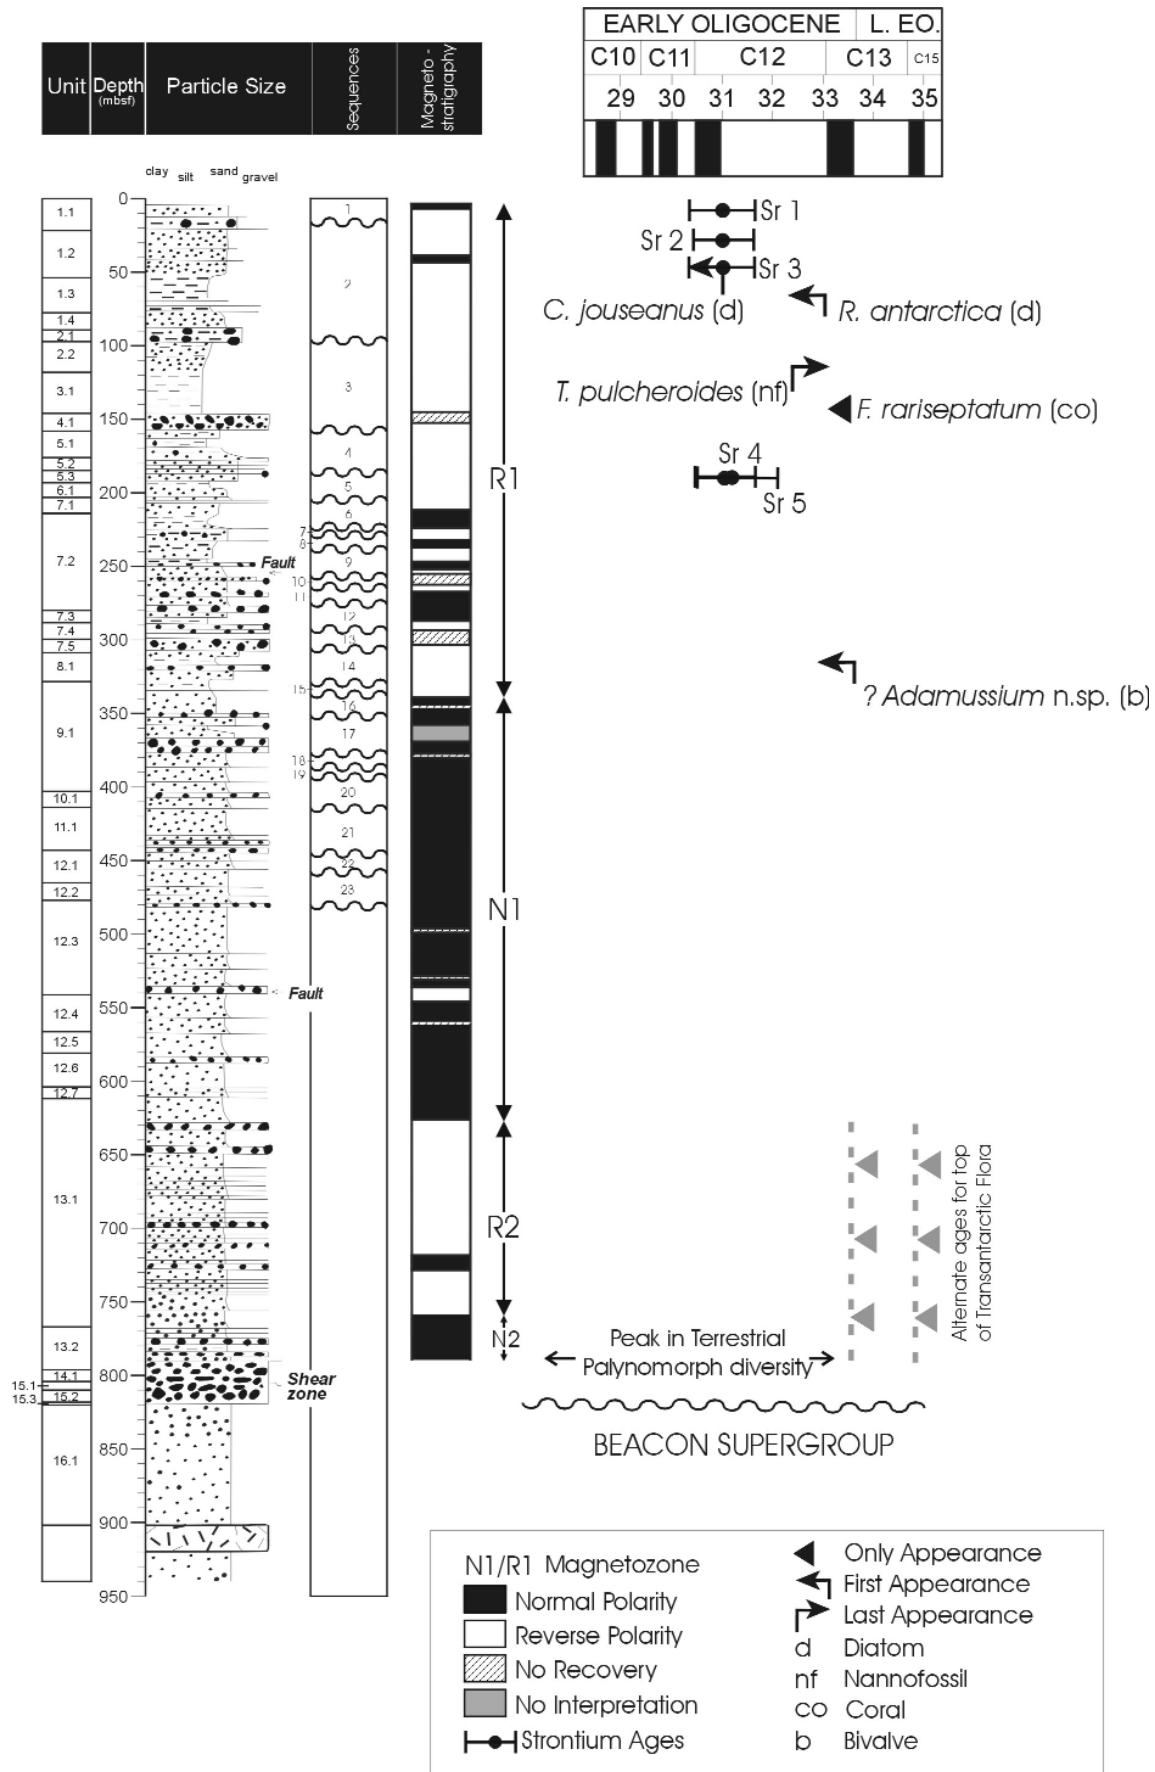 EARLY OLIGOCENE L. EO.
C10 C11 C12 C13 C15
29 30 31 32 33 34 35
Unit
Depth
(mbsf)
Particle Size
Sequences
Magneto -
stratigraphy
clay silt sand gravel
0
50
100
150
200
250
300
350
400
450
500
550
600
650
700
750
800
850
900
950
1.1
1.2
1.3
1.4
2.1
2.2
3.1
4.1
5.1
5.2
5.3
6.1
7.1
7.2
7.3
7.4
7.5
8.1
9.1
10.1
11.1
12.1
12.2
12.3
12.4
12.5
12.6
12.7
13.1
13.2
14.1
15.1
15.2
15.3
16.1
Fault
Fault
Shear
zone
1
2
3
4
5
6
7
8
9
10
11
12
13
14
15
16
17
18
19
20
21
22
23
R1
N1
R2
N2
Sr 1
Sr 2
Sr 3
C. jouseanus (d)
R. antarctica (d)
T. pulcheroides (nf)
F. rariseptatum (co)
Sr 4
Sr 5
? Adamussium n.sp. (b)
Alternate ages for top
of Transantarctic Flora
Peak in Terrestrial
Palynomorph diversity
BEACON SUPERGROUP
N1/R1 Magnetozone
Normal Polarity
Reverse Polarity
No Recovery
No Interpretation
Strontium Ages
Only Appearance
First Appearance
Last Appearance
d Diatom
nf Nannofossil
co Coral
b Bivalve